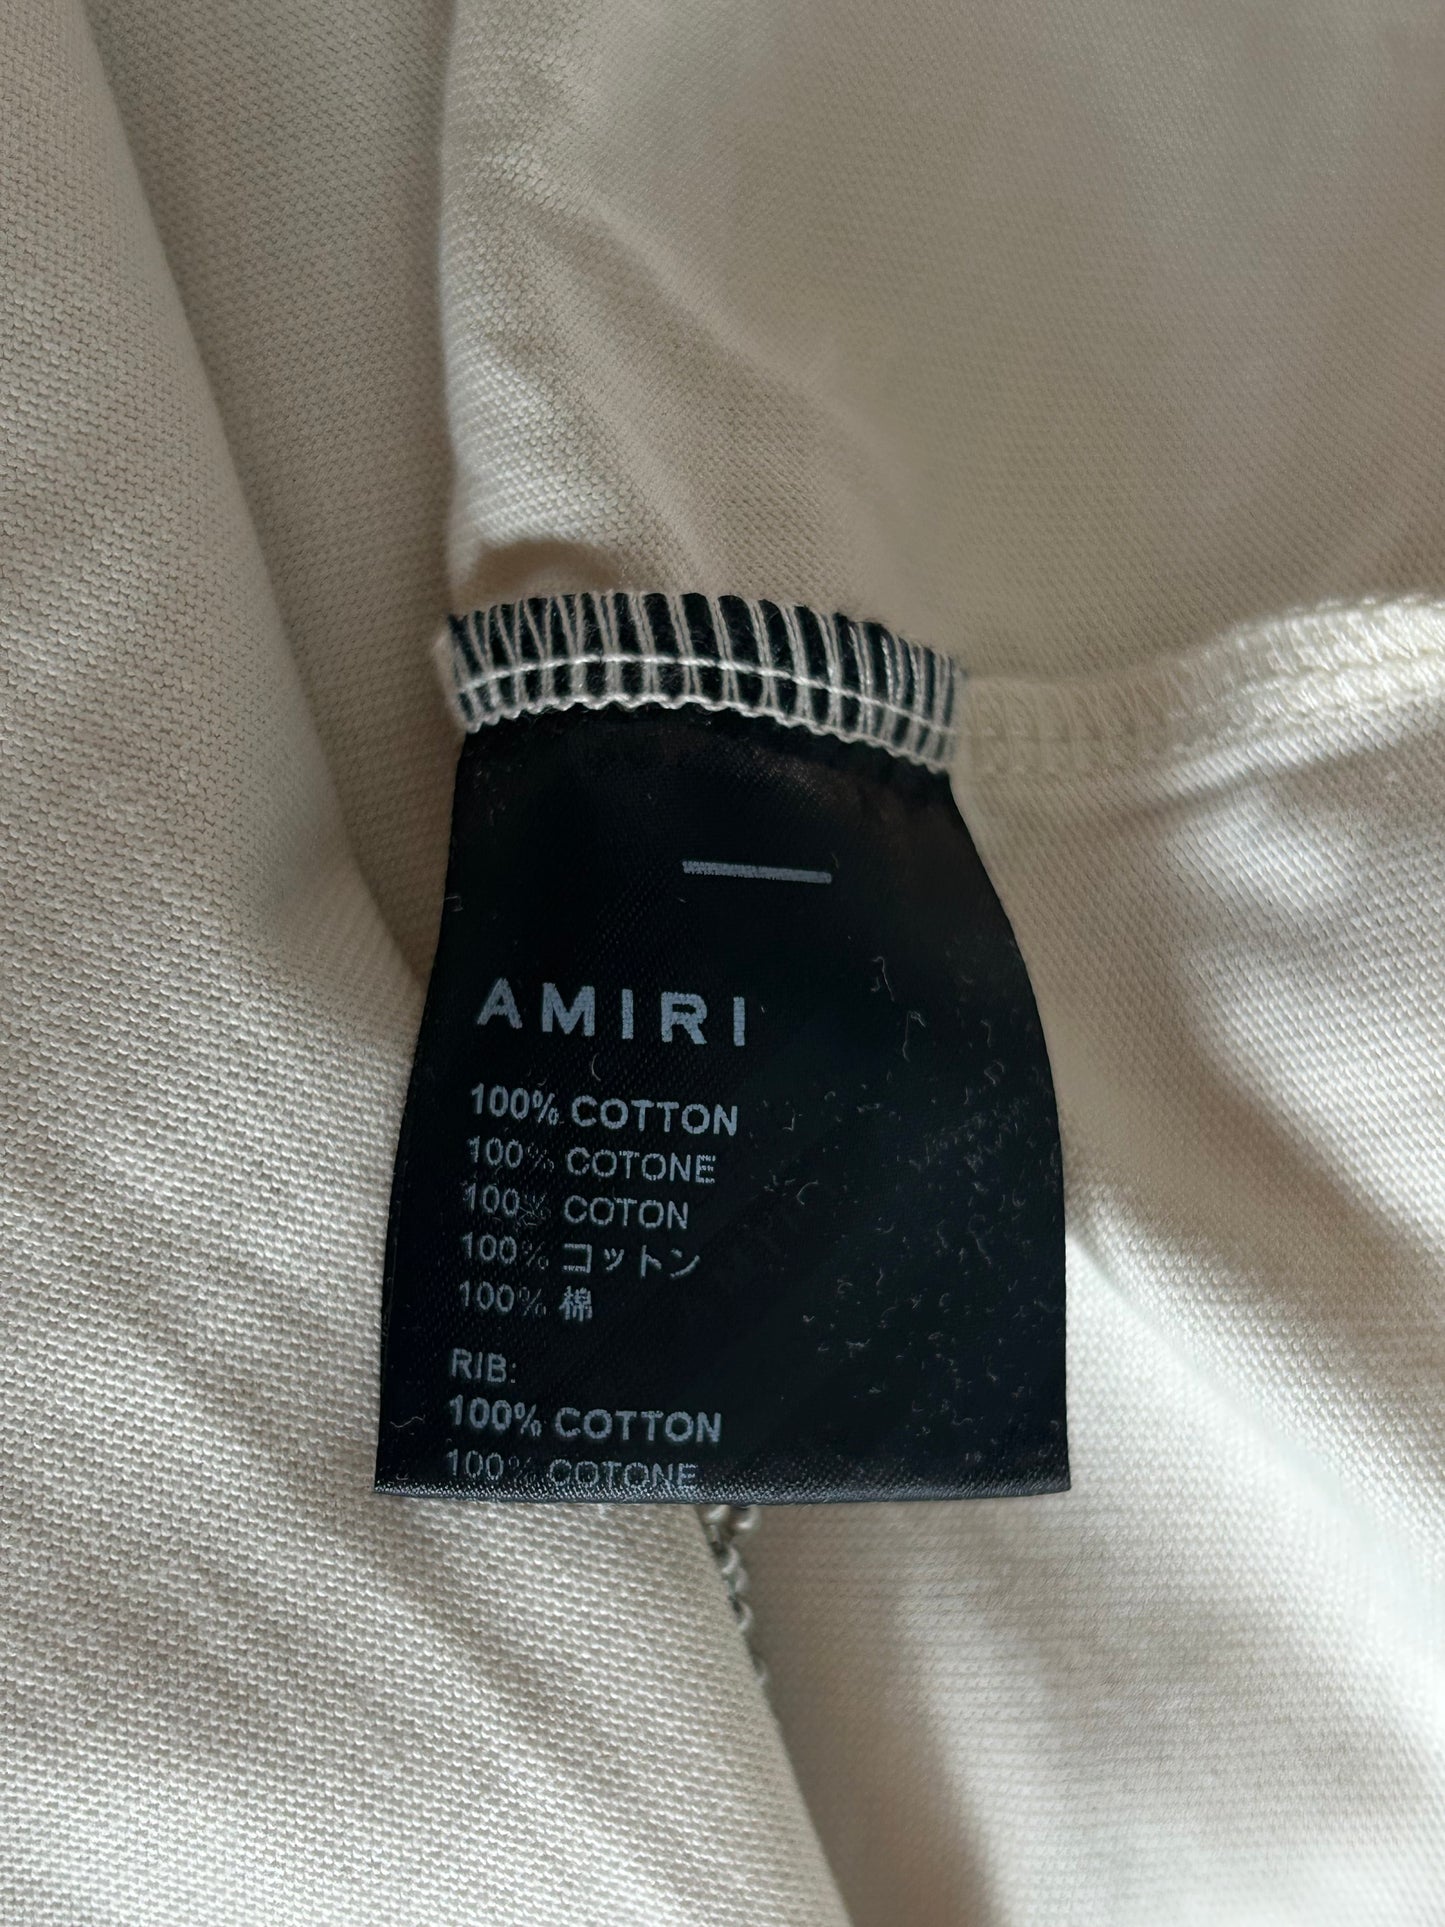 AMIRI
100% COTTON
100% COTONE
100% COTON
100% コットン
100% 棉
RIB:
100% COTTON
100% COTONE